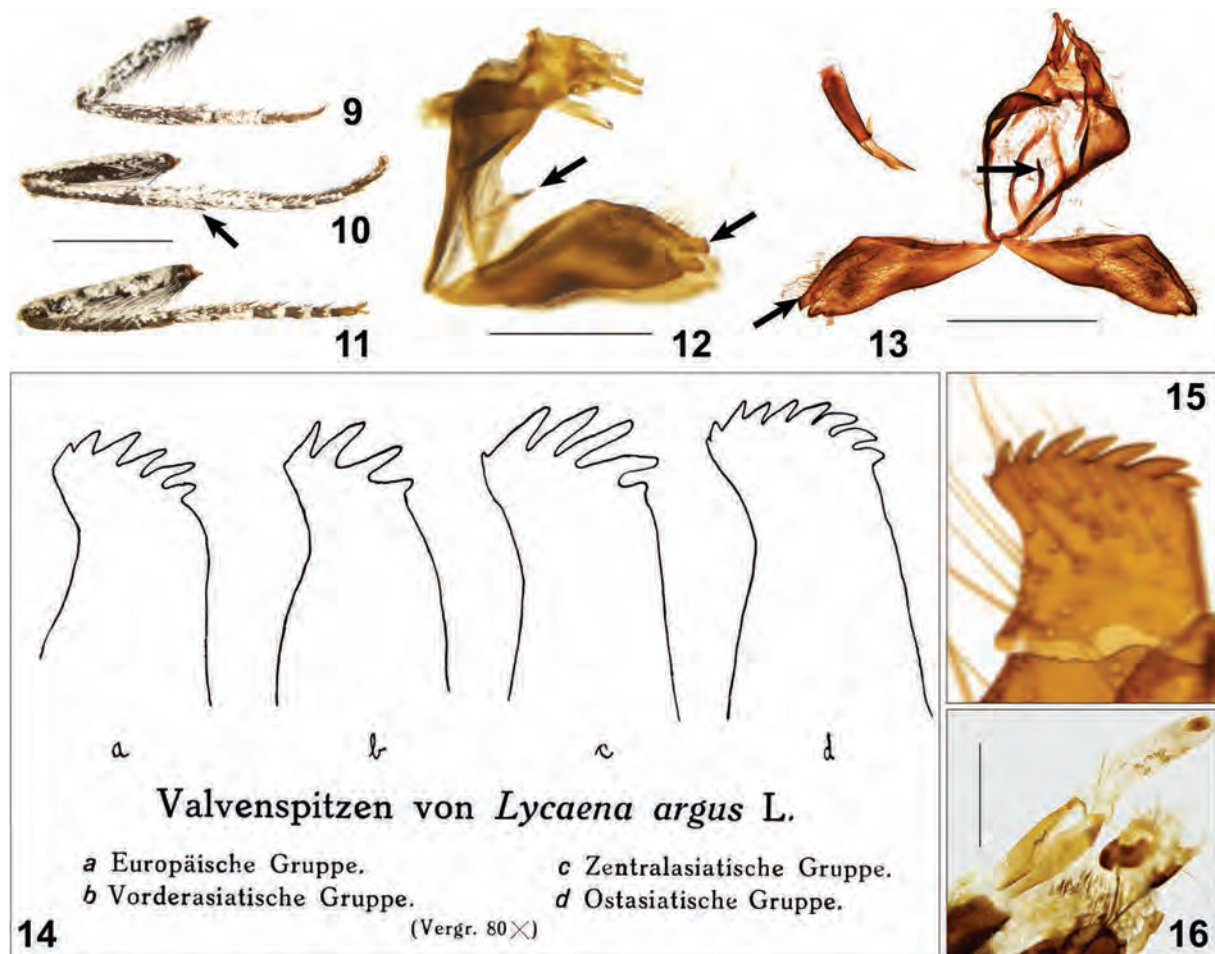 9
10
11
12
13
15
a b c d
Valvenspitzen von Lycaena argus L.
a Europäische Gruppe. c Zentralasiatische Gruppe.
b Vorderasiatische Gruppe. d Ostasiatische Gruppe.
(Vergr. 80×)
14
16